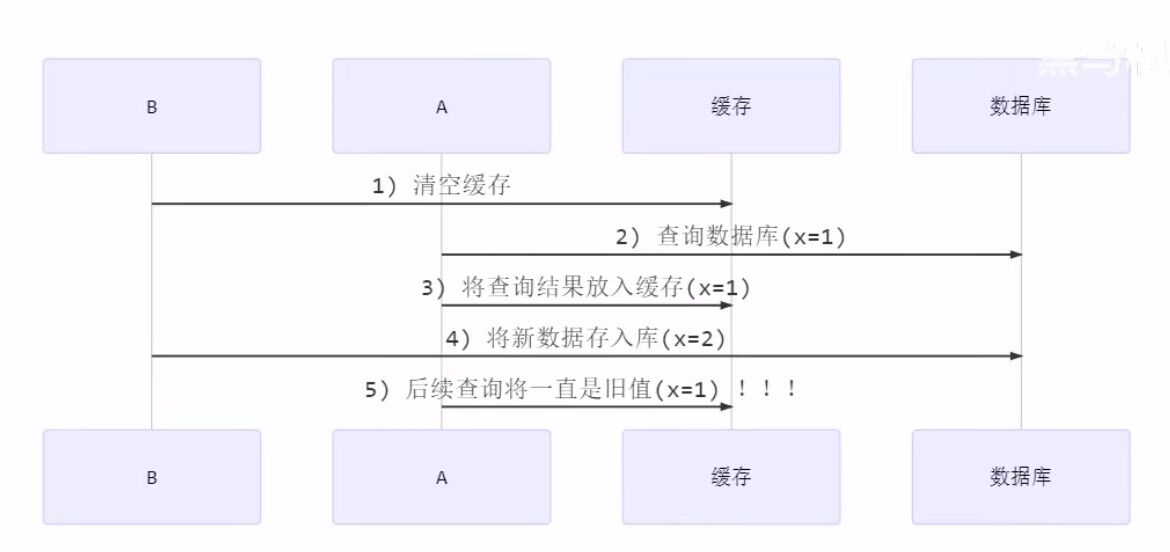 B
A
缓存
数据库
1) 清空缓存
2) 查询数据库(x=1)
3) 将查询结果放入缓存(x=1)
4) 将新数据存入库(x=2)
5) 后续查询将一直是旧值(x=1) ！！！
B
A
缓存
数据库